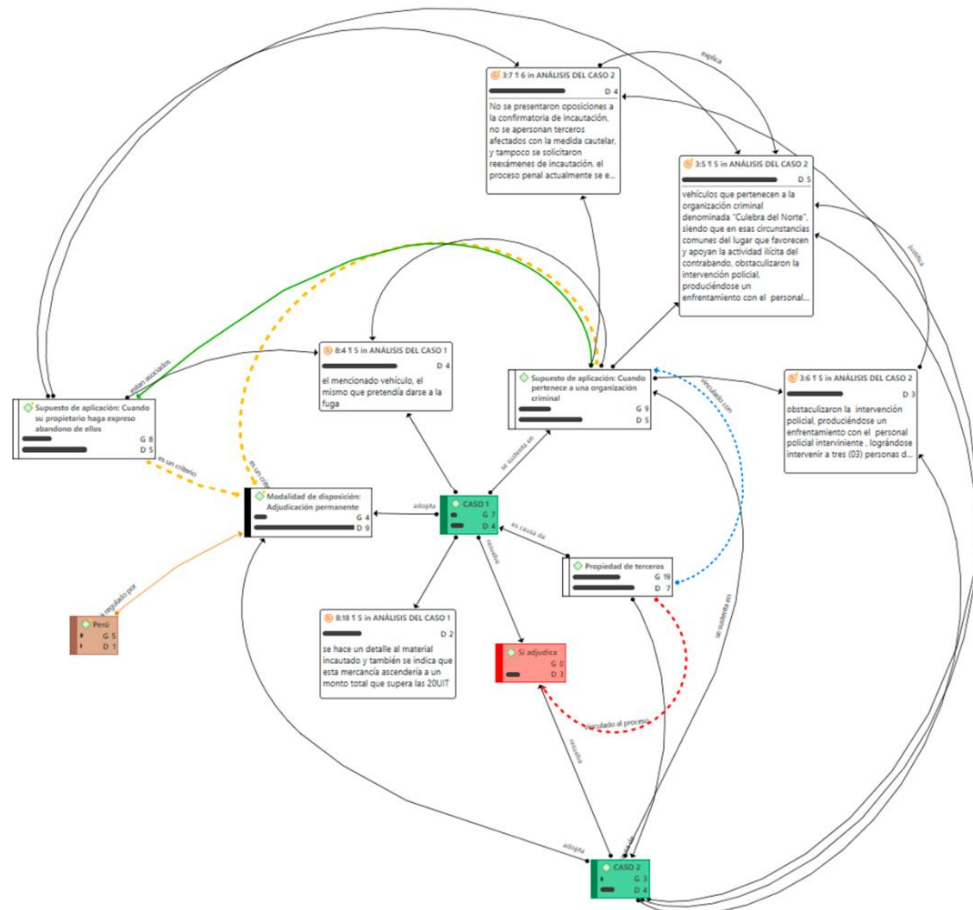 explica
3:7 ¶ 6 in ANÁLISIS DEL CASO 2
D 4
No se presentaron oposiciones
a la confirmatoria de incautación,
no se apersonan terceros
afectados con la medida cautelar,
y tampoco se solicitaron
reexámenes de incautación, el
proceso penal actualmente se e...
3:5 ¶ 5 in ANÁLISIS DEL CASO 2
D 5
vehículos que pertenecen a la
organización criminal
denominada "Culebra del Norte",
siendo que en esas circunstancias
comunes del lugar que favorecen
y apoyan la actividad ilícita del
contrabando, obstaculizaron la
intervención policial,
produciéndose un
enfrentamiento con el personal...
justifica
8:4 ¶ 5 in ANÁLISIS DEL CASO 1
D 4
el mencionado vehículo, el
mismo que pretendía darse a la
fuga
estan asociados
Supuesto de aplicación: Cuando
pertenece a una organización
criminal
G 9
D 5
vinculado con
3:6 ¶ 5 in ANÁLISIS DEL CASO 2
D 3
obstaculizaron la intervención
policial, produciéndose un
enfrentamiento con el personal
policial interviniente , lográndose
intervenir a tres (03) personas d...
Supuesto de aplicación: Cuando
su propietario haga expreso
abandono de ellos
G 8
D 5
es un criterio
es un crite
se sustenta en
Modalidad de disposición:
Adjudicación permanente
G 4
D 9
adopta
CASO 1
G 7
D 4
es causa de
resuelve
Propiedad de terceros
G 19
D 7
regulado por
Perú
G 5
D 1
8:18 ¶ 5 in ANÁLISIS DEL CASO 1
D 2
se hace un detalle al material
incautado y también se indica que
esta mercancía ascendería a un
monto total que supera las 20UIT
Si adjudica
G 0
D 3
se sustenta en
vinculado al proceso
resuelve
adopta
CASO 2
G 3
D 4